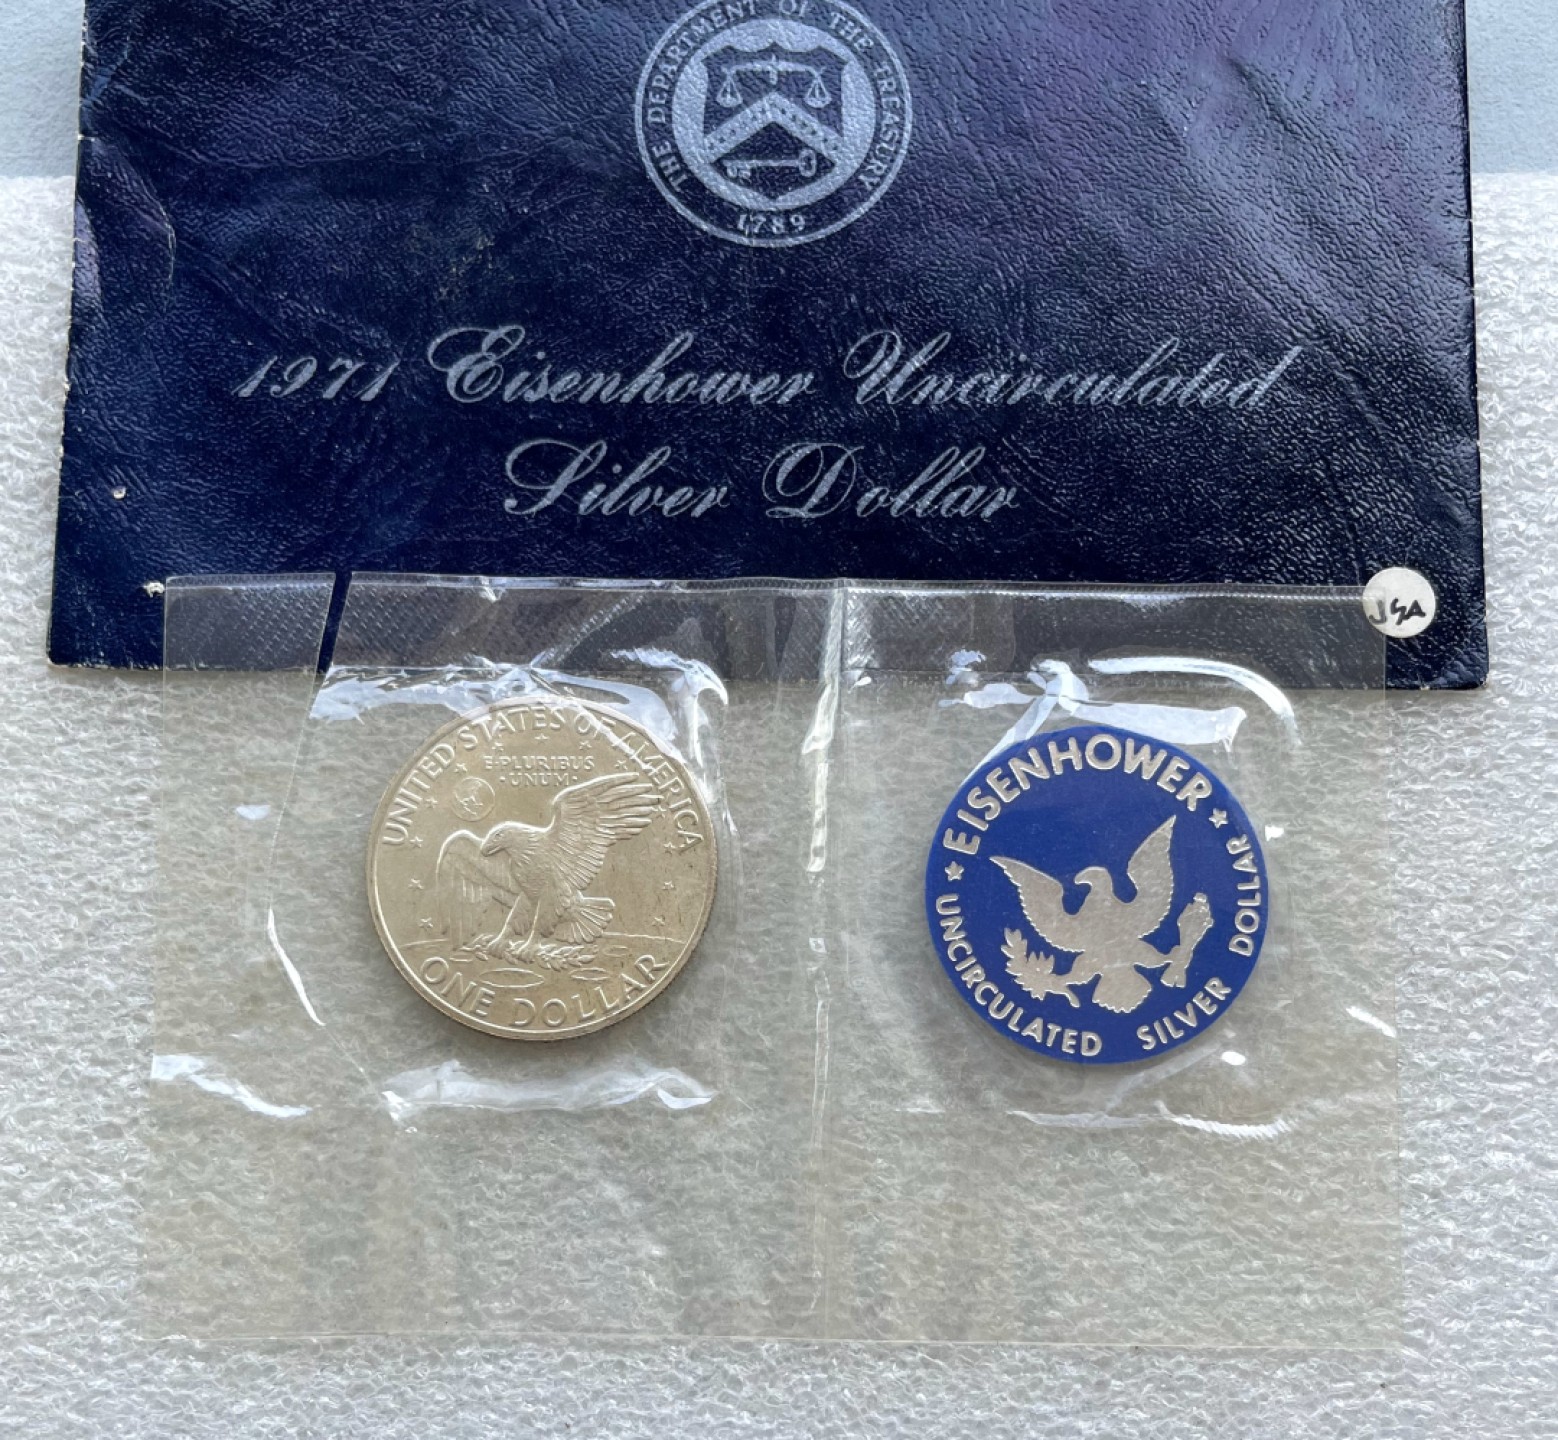 THE DEPARTMENT OF THE TREASURY
1789
1971 Eisenhower Uncirculated
Silver Dollar
JSA
UNITED STATES OF AMERICA
E PLURIBUS
·UNUM·
ONE DOLLAR
★ EISENHOWER ★
UNCIRCULATED SILVER DOLLAR